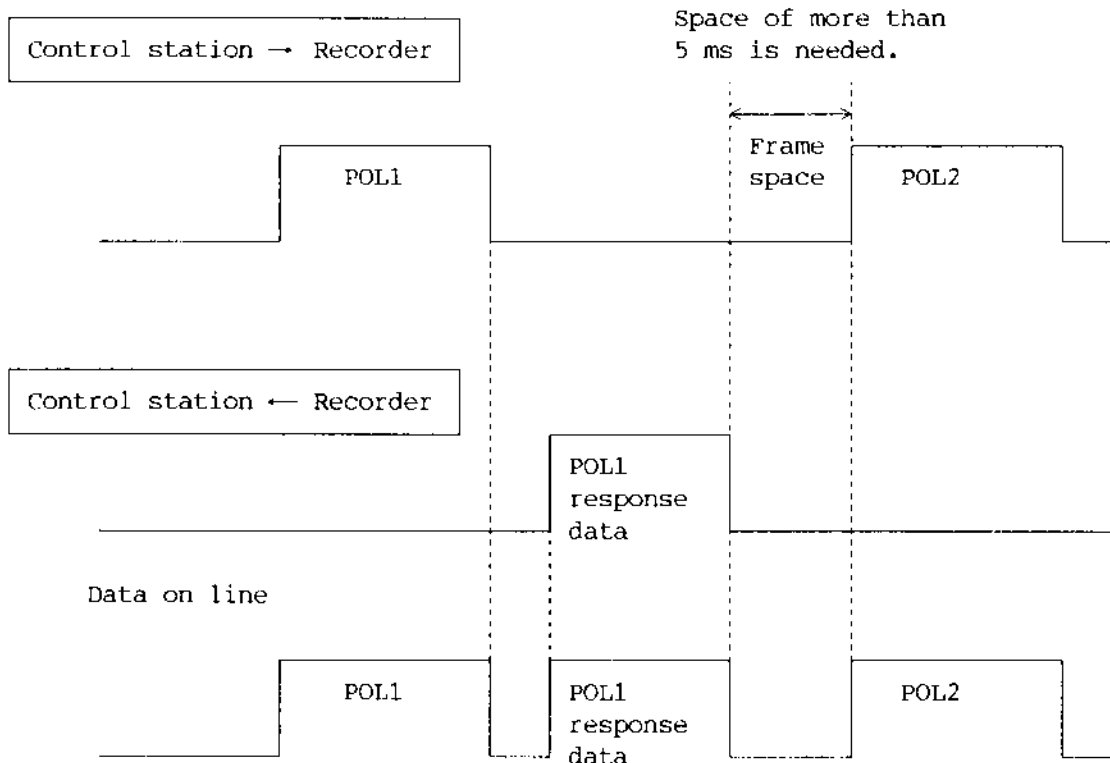 Control station → Recorder
Space of more than
5 ms is needed.
POL1
Frame
space
POL2
Control station ← Recorder
POL1
response
data
Data on line
POL1
POL1
response
data
POL2